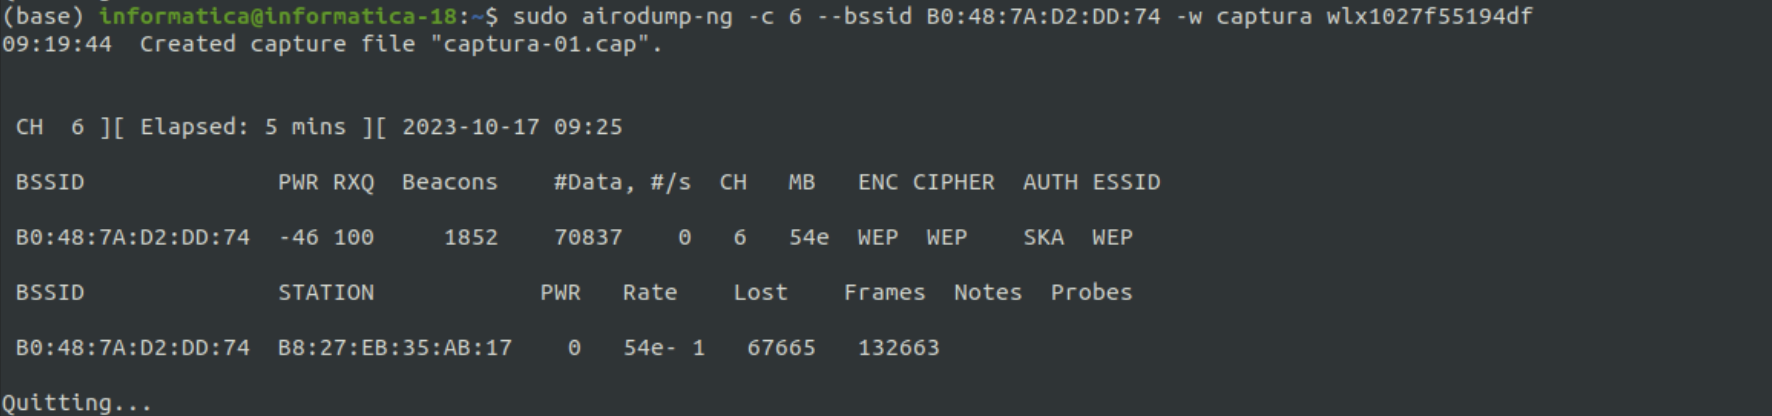 (base) informatica@informatica-18:~$ sudo airodump-ng -c 6 --bssid B0:48:7A:D2:DD:74 -w captura wlx1027f55194df
09:19:44  Created capture file "captura-01.cap".
CH  6 ][ Elapsed: 5 mins ][ 2023-10-17 09:25
BSSID              PWR RXQ  Beacons    #Data, #/s  CH   MB   ENC CIPHER  AUTH ESSID
B0:48:7A:D2:DD:74  -46 100     1852    70837    0   6   54e  WEP  WEP    SKA  WEP
BSSID              STATION            PWR   Rate    Lost    Frames  Notes  Probes
B0:48:7A:D2:DD:74  B8:27:EB:35:AB:17    0   54e- 1   67665   132663
Quitting...